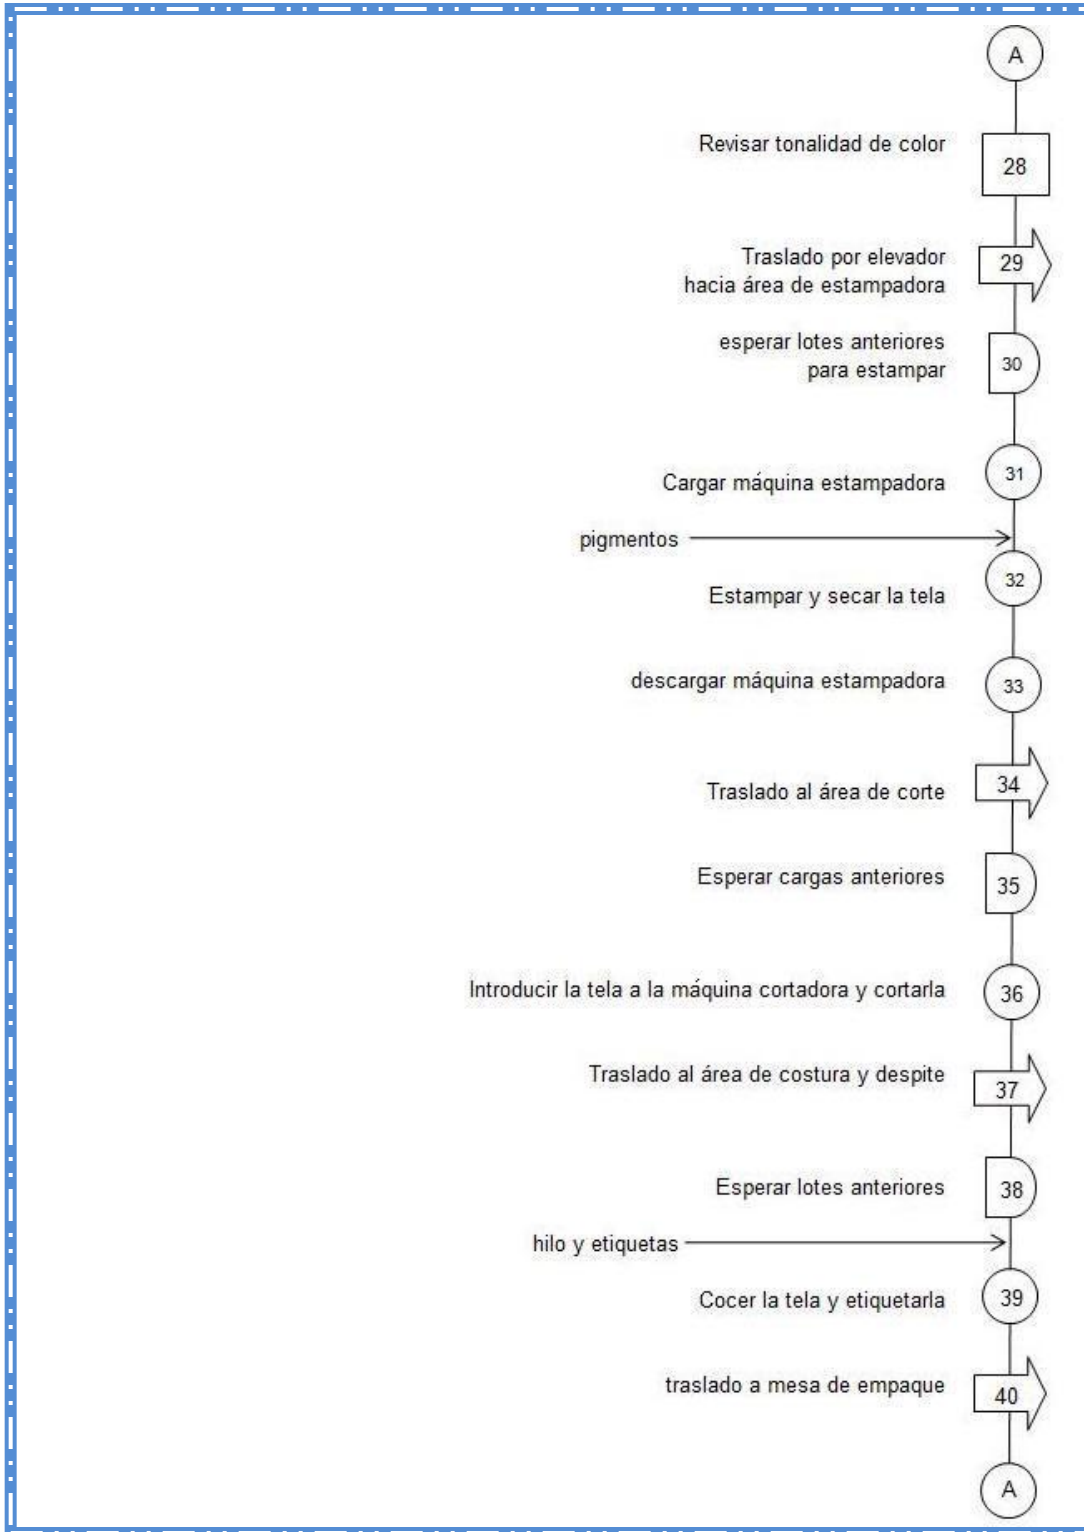 A
Revisar tonalidad de color
28
Traslado por elevador
hacia área de estampadora
29
esperar lotes anteriores
para estampar
30
Cargar máquina estampadora
31
pigmentos
Estampar y secar la tela
32
descargar máquina estampadora
33
Traslado al área de corte
34
Esperar cargas anteriores
35
Introducir la tela a la máquina cortadora y cortarla
36
Traslado al área de costura y despite
37
Esperar lotes anteriores
38
hilo y etiquetas
Cocer la tela y etiquetarla
39
traslado a mesa de empaque
40
A